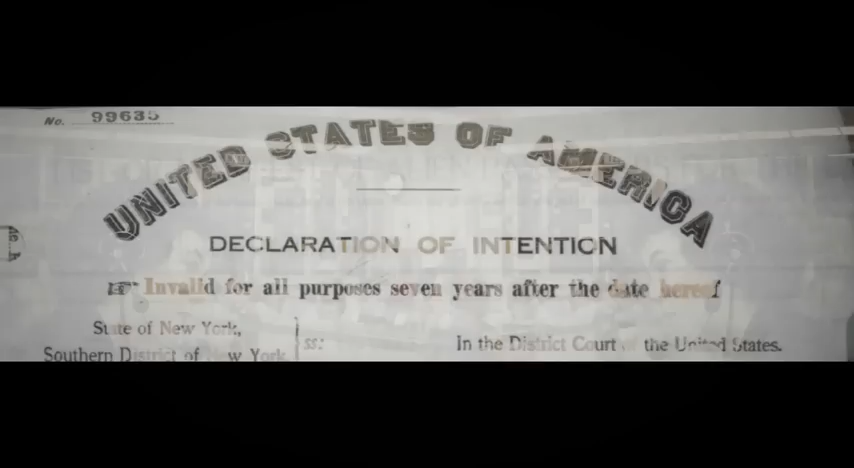 No. 99635
UNITED STATES OF AMERICA
DECLARATION OF INTENTION
☞ Invalid for all purposes seven years after the date hereof
State of New York,
Southern District of New York
ss:
In the District Court of the United States.